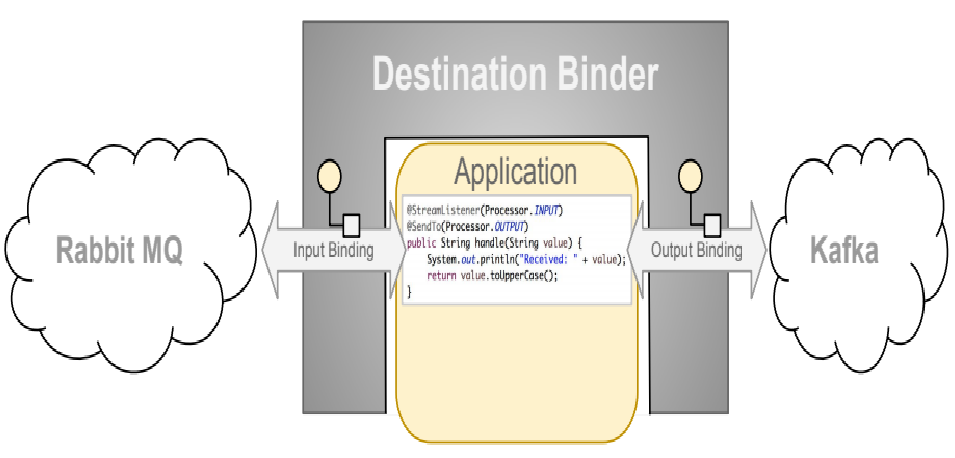 Destination Binder
Application
@StreamListener(Processor.INPUT)
@SendTo(Processor.OUTPUT)
public String handle(String value) {
System.out.println("Received: " + value);
return value.toUpperCase();
}
Rabbit MQ
Input Binding
Output Binding
Kafka